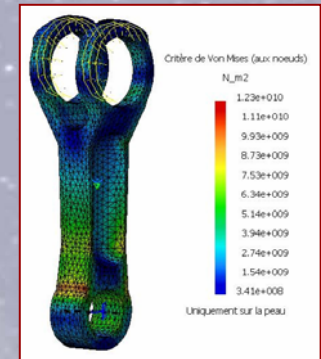 Critère de Von Mises (aux noeuds)
N_m2
1.23e+010
1.11e+010
9.93e+009
8.73e+009
7.53e+009
6.34e+009
5.14e+009
3.94e+009
2.74e+009
1.54e+009
3.41e+008
Uniquement sur la peau